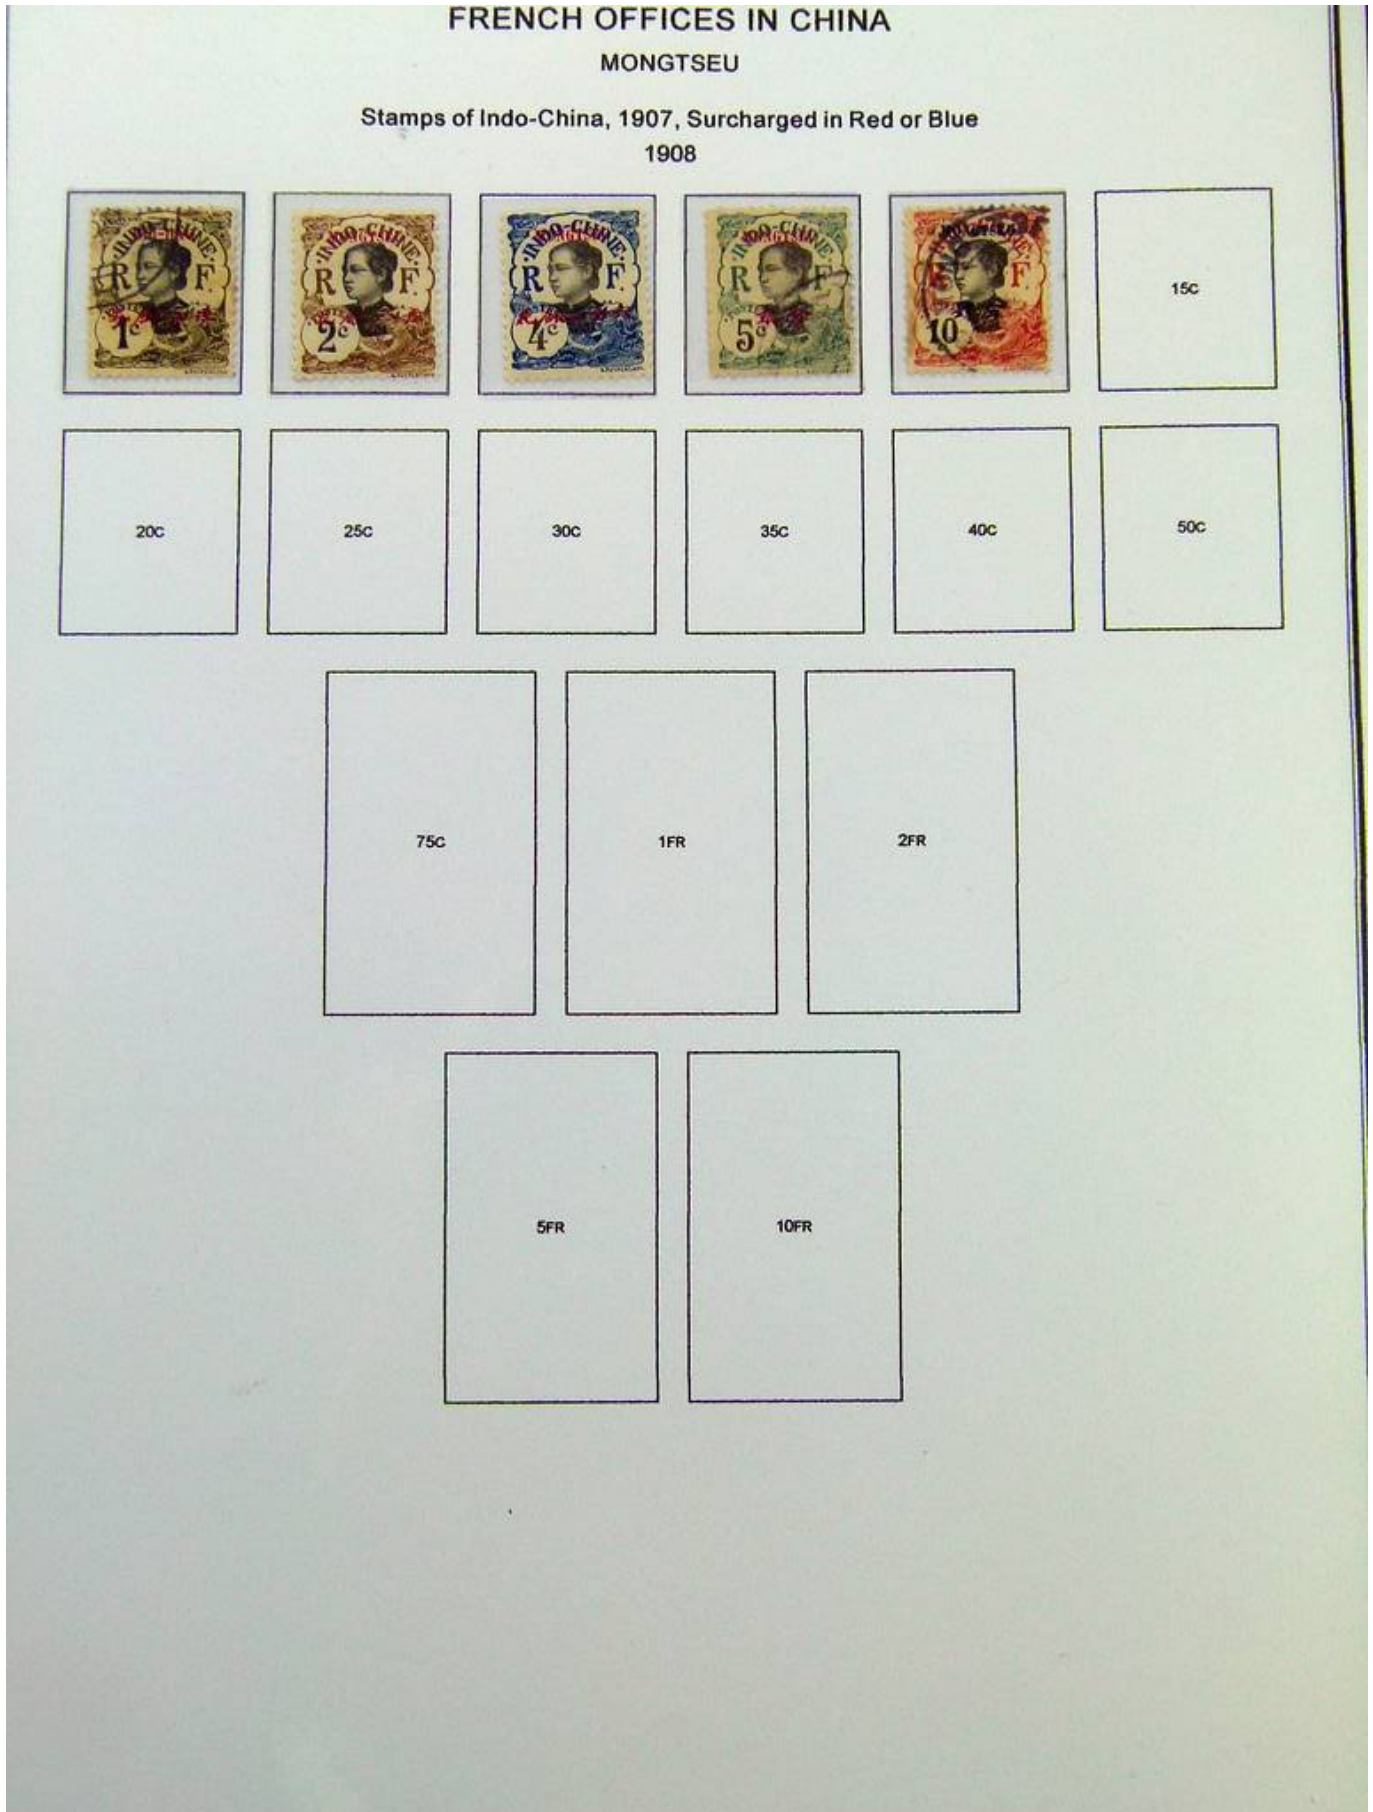 FRENCH OFFICES IN CHINA
MONGTSEU
Stamps of Indo-China, 1907, Surcharged in Red or Blue
1908
INDO-CHINE
R F
1c
INDO-CHINE
R F
2c
INDO-CHINE
R F
4c
INDO-CHINE
R F
5c
R F
10
15C
20C
25C
30C
35C
40C
50C
75C
1FR
2FR
5FR
10FR